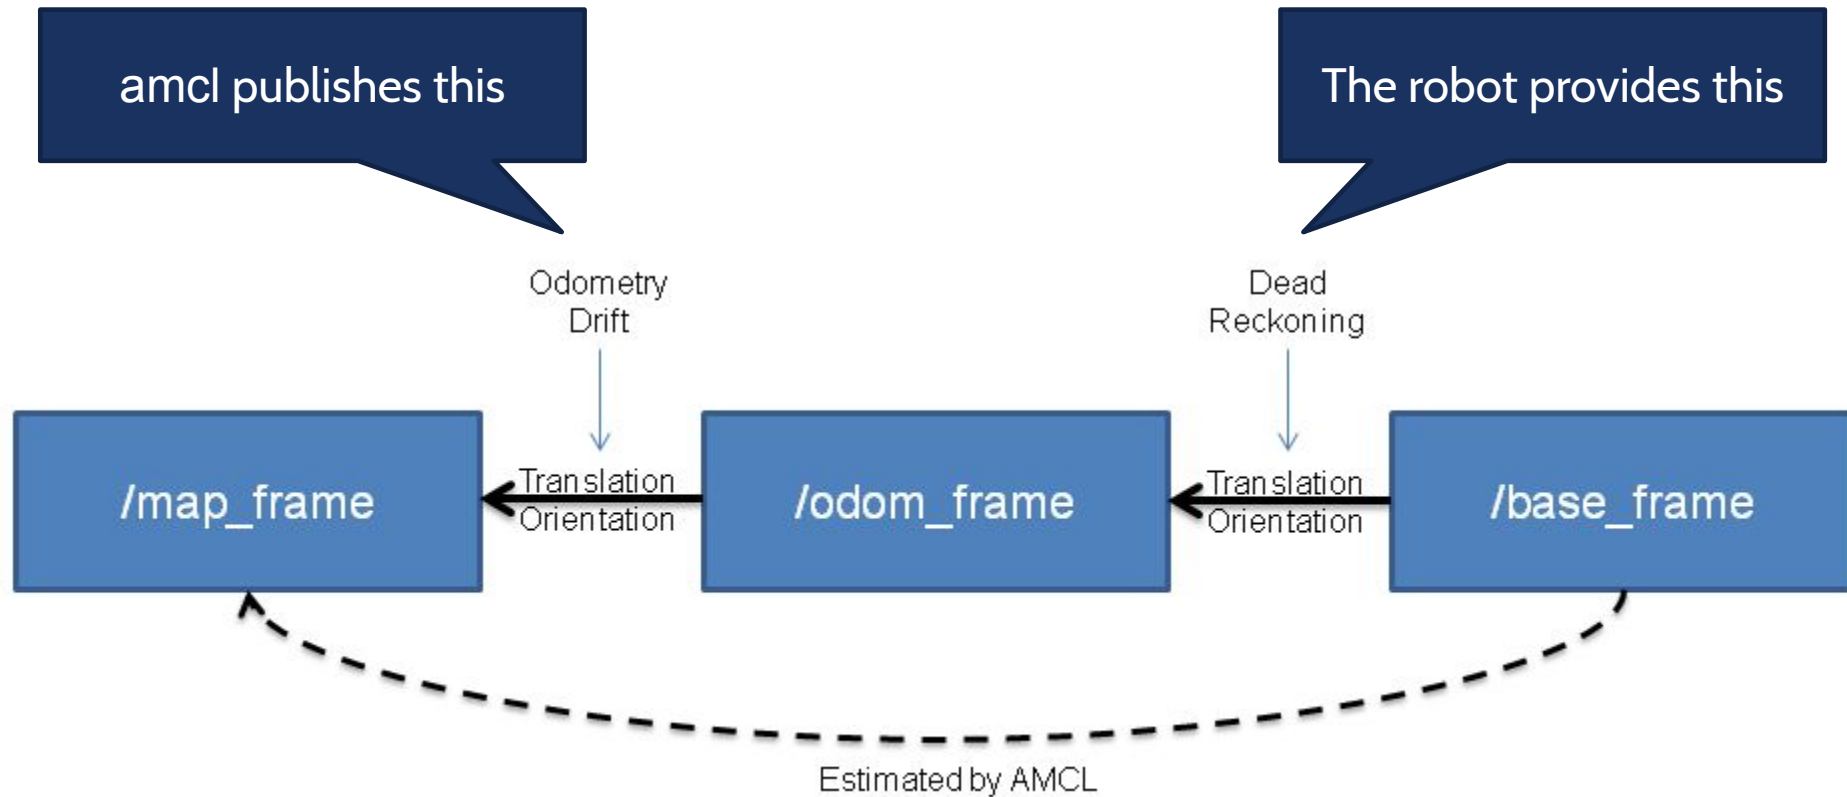 amcl publishes this
The robot provides this
Odometry
Drift
Dead
Reckoning
/map_frame
Translation
Orientation
/odom_frame
Translation
Orientation
/base_frame
Estimated by AMCL